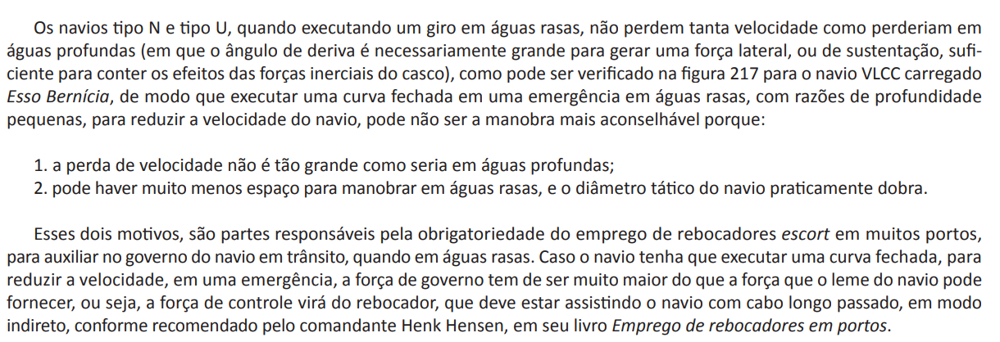 Os navios tipo N e tipo U, quando executando um giro em águas rasas, não perdem tanta velocidade como perderiam em
águas profundas (em que o ângulo de deriva é necessariamente grande para gerar uma força lateral, ou de sustentação, sufi-
ciente para conter os efeitos das forças inerciais do casco), como pode ser verificado na figura 217 para o navio VLCC carregado
Esso Bernícia, de modo que executar uma curva fechada em uma emergência em águas rasas, com razões de profundidade
pequenas, para reduzir a velocidade do navio, pode não ser a manobra mais aconselhável porque:
1. a perda de velocidade não é tão grande como seria em águas profundas;
2. pode haver muito menos espaço para manobrar em águas rasas, e o diâmetro tático do navio praticamente dobra.
Esses dois motivos, são partes responsáveis pela obrigatoriedade do emprego de rebocadores escort em muitos portos,
para auxiliar no governo do navio em trânsito, quando em águas rasas. Caso o navio tenha que executar uma curva fechada, para
reduzir a velocidade, em uma emergência, a força de governo tem de ser muito maior do que a força que o leme do navio pode
fornecer, ou seja, a força de controle virá do rebocador, que deve estar assistindo o navio com cabo longo passado, em modo
indireto, conforme recomendado pelo comandante Henk Hensen, em seu livro Emprego de rebocadores em portos.